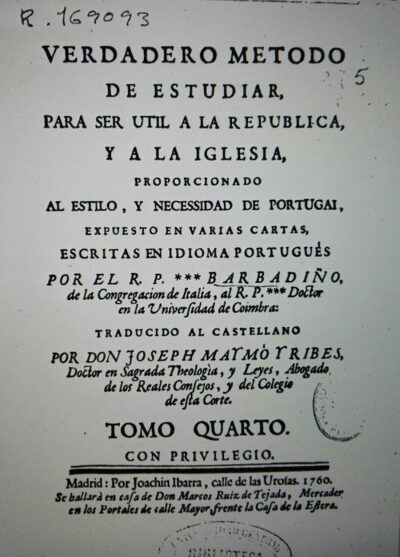 R. 169093
VERDADERO METODO
5
DE ESTUDIAR,
PARA SER UTIL A LA REPUBLICA,
Y A LA IGLESIA,
PROPORCIONADO
AL ESTILO, Y NECESSIDAD DE PORTUGAL,
EXPUESTO EN VARIAS CARTAS,
ESCRITAS EN IDIOMA PORTUGUÉS
POR EL R. P. *** BARBADIÑO,
de la Congregacion de Italia, al R. P. *** Doctor
en la Universidad de Coimbra:
TRADUCIDO AL CASTELLANO
POR DON JOSEPH MAYMÒ Y RIBES,
Doctor en Sagrada Theologia, y Leyes, Abogado
de los Reales Consejos, y del Colegio
de esta Corte.
TOMO QUARTO.
CON PRIVILEGIO.
Madrid: Por Joachin Ibarra, calle de las Urosas. 1760.
Se hallarà en casa de Don Marcos Ruiz de Tejada, Mercader
en los Portales de calle Mayor frente la Casa de la Estera.
BIBLIOTECA